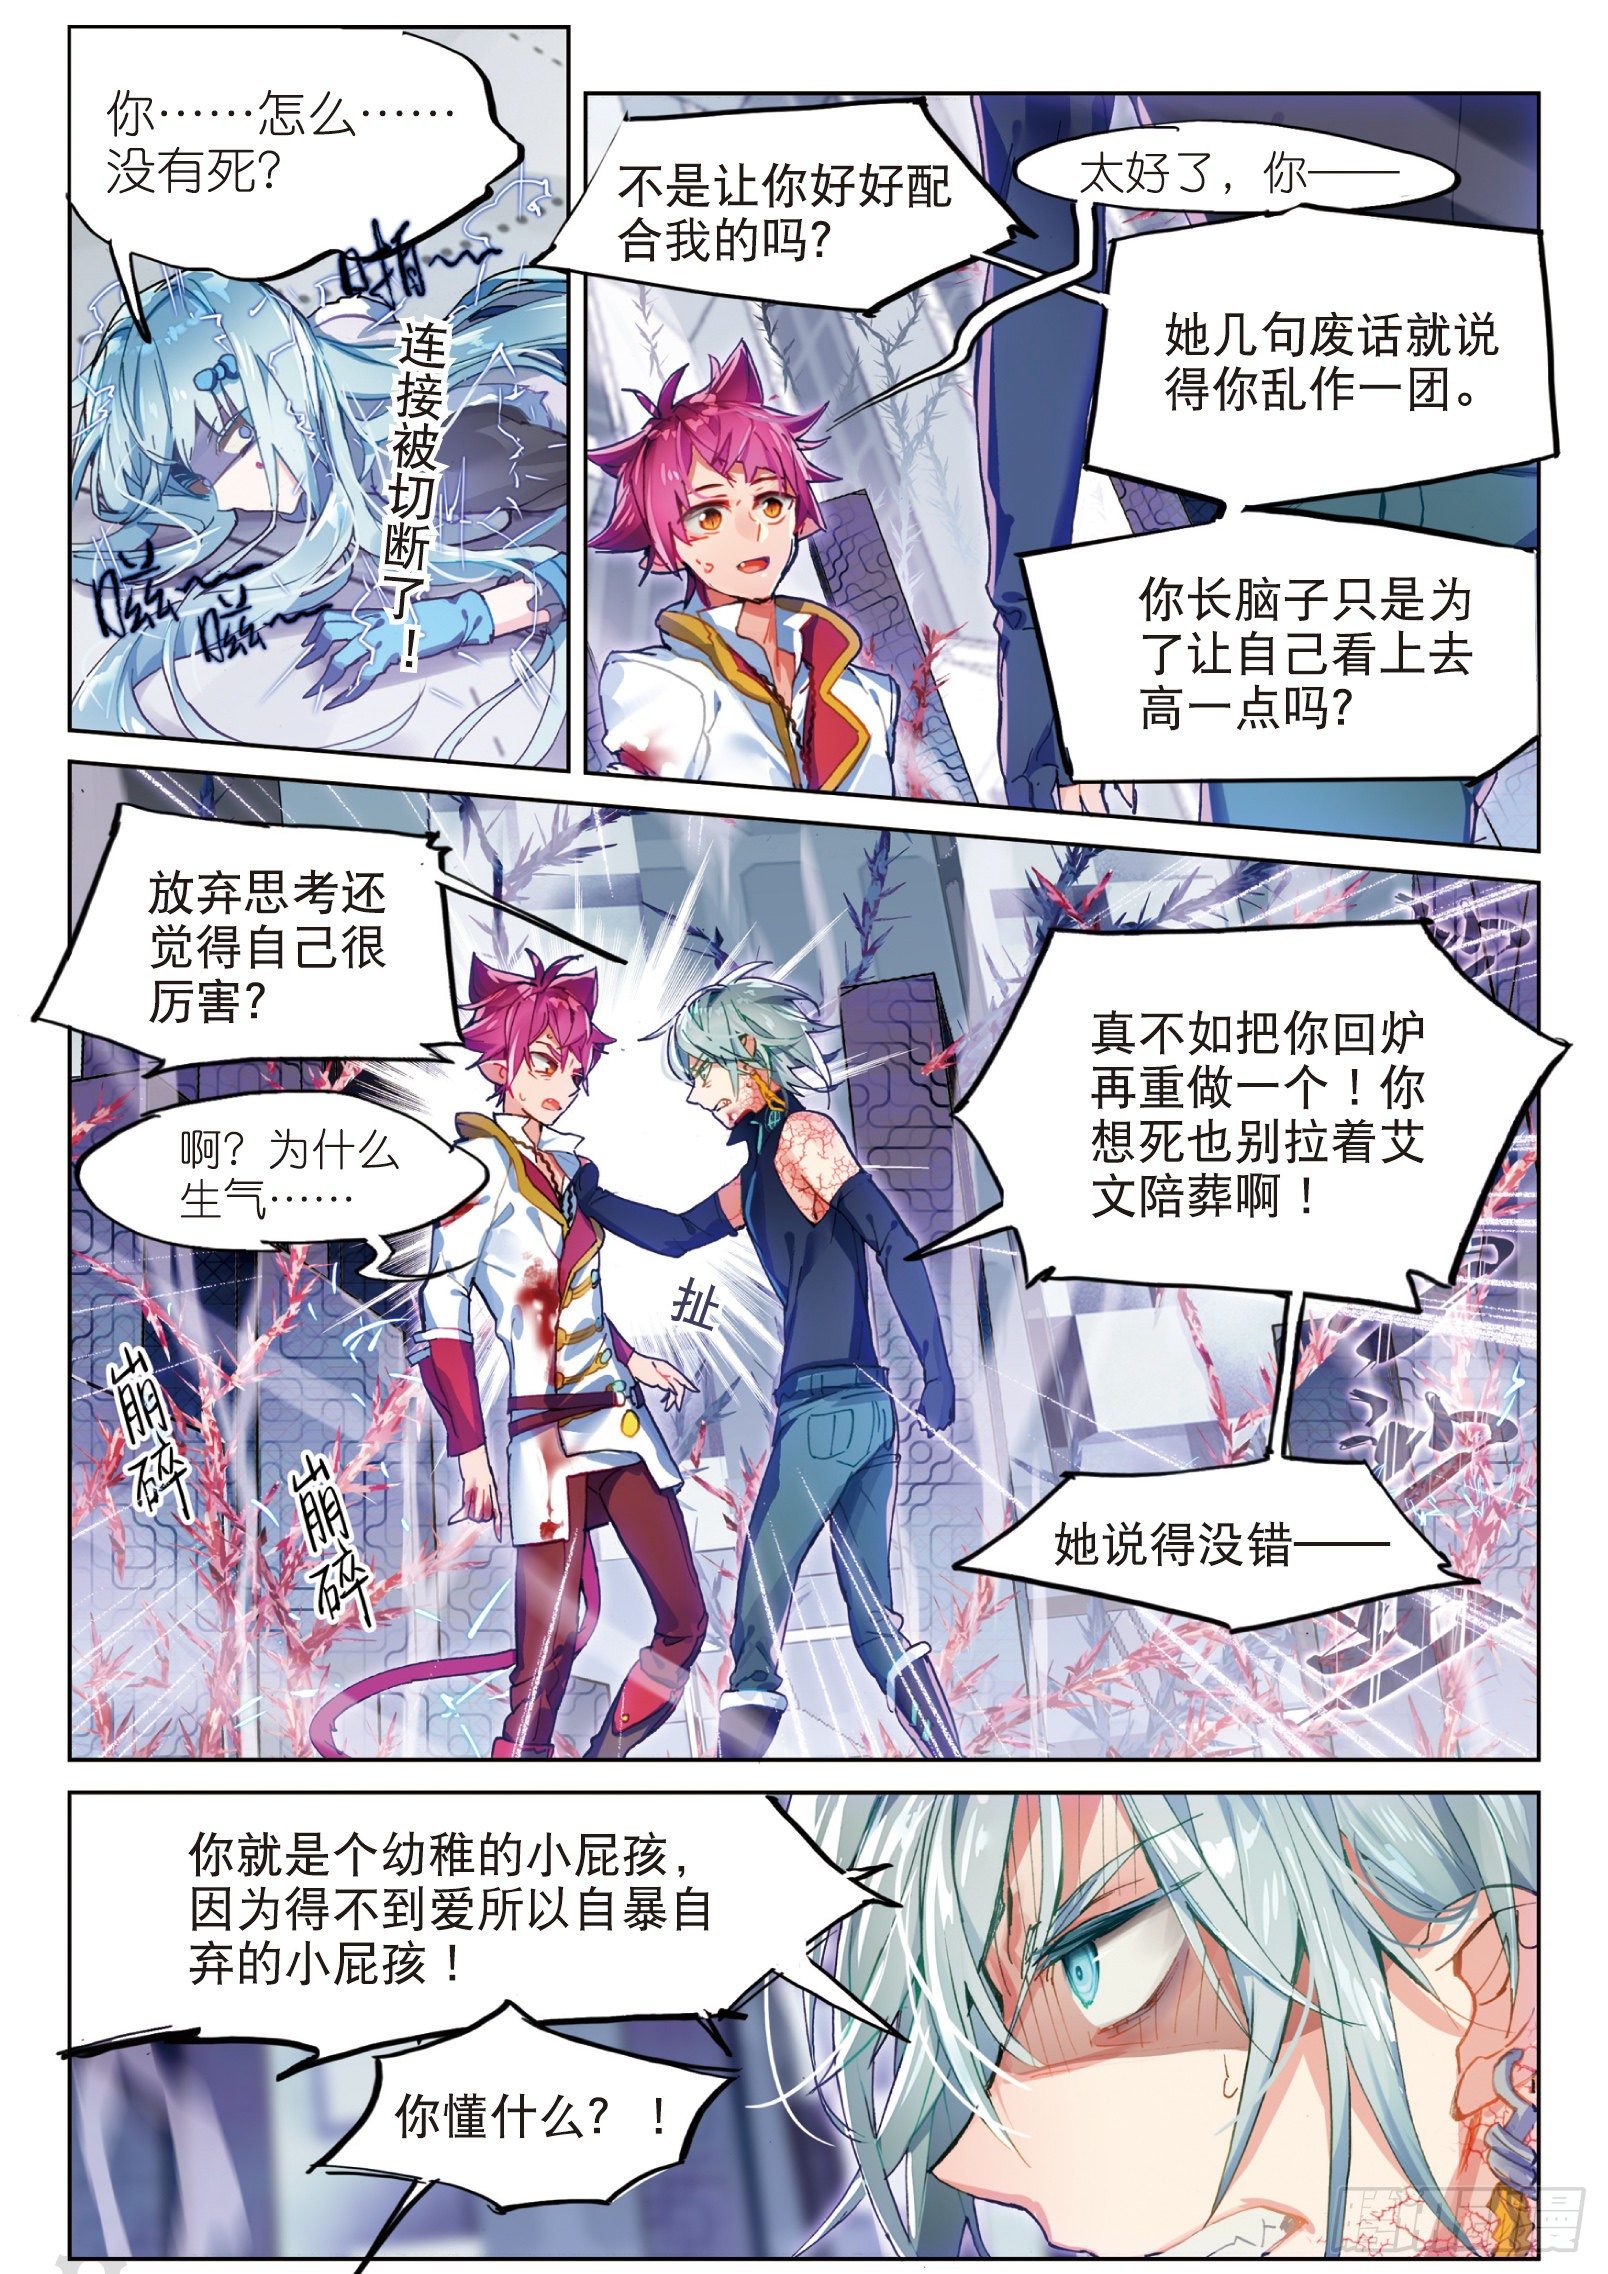 你……怎么……
没有死？
啪
连接被切断了！
嗞
嗞
太好了，你——
不是让你好好配
合我的吗？
她几句废话就说
得你乱作一团。
你长脑子只是为
了让自己看上去
高一点吗？
放弃思考还
觉得自己很
厉害？
啊？为什么
生气……
扯
真不如把你回炉
再重做一个！你
想死也别拉着艾
文陪葬啊！
崩碎
崩碎
她说得没错——
你就是个幼稚的小屁孩，
因为得不到爱所以自暴自
弃的小屁孩！
你懂什么？！
腾讯动漫